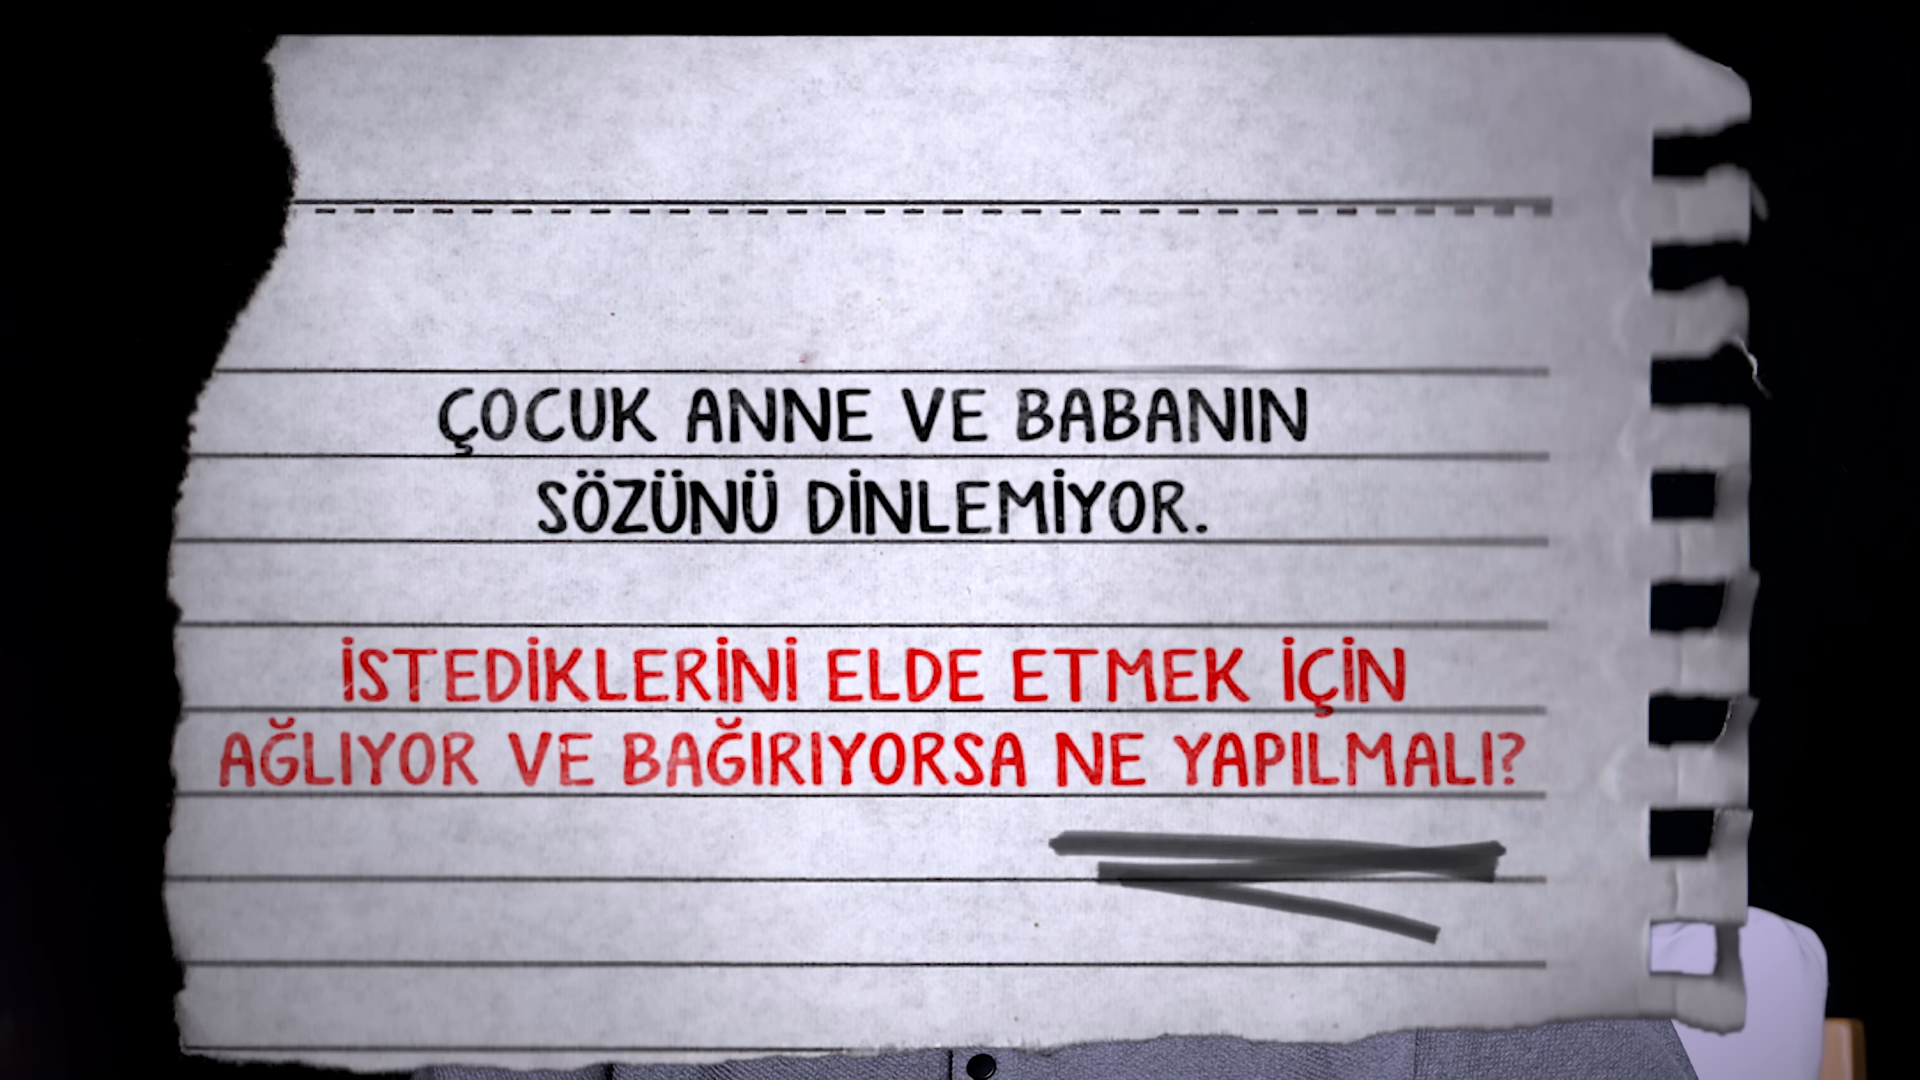 ÇOCUK ANNE VE BABANIN
SÖZÜNÜ DİNLEMİYOR.
İSTEDİKLERİNİ ELDE ETMEK İÇİN
AĞLIYOR VE BAĞIRIYORSA NE YAPILMALI?